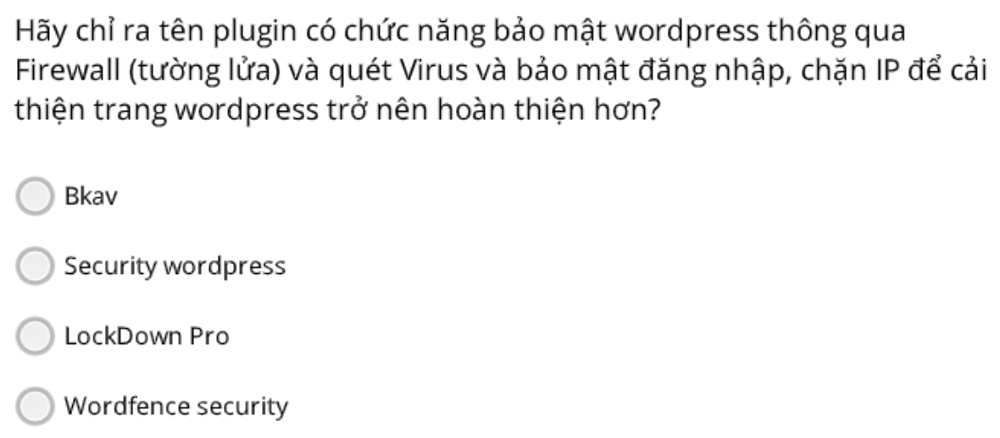 Hãy chỉ ra tên plugin có chức năng bảo mật wordpress thông qua
Firewall (tường lửa) và quét Virus và bảo mật đăng nhập, chặn IP để cải
thiện trang wordpress trở nên hoàn thiện hơn?
Bkav
Security wordpress
LockDown Pro
Wordfence security